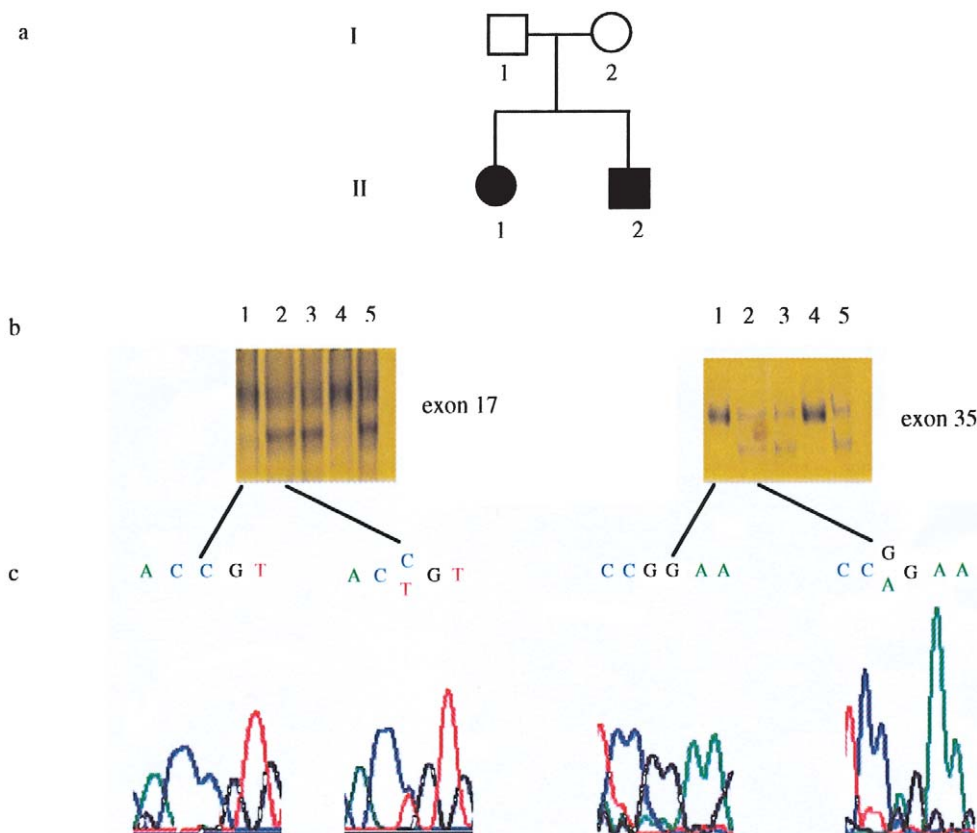 a
I
1 2
II
1 2
b
1 2 3 4 5
exon 17
1 2 3 4 5
exon 35
c
A C C G T
A C C T G T
C C G G A A
C C G A G A A